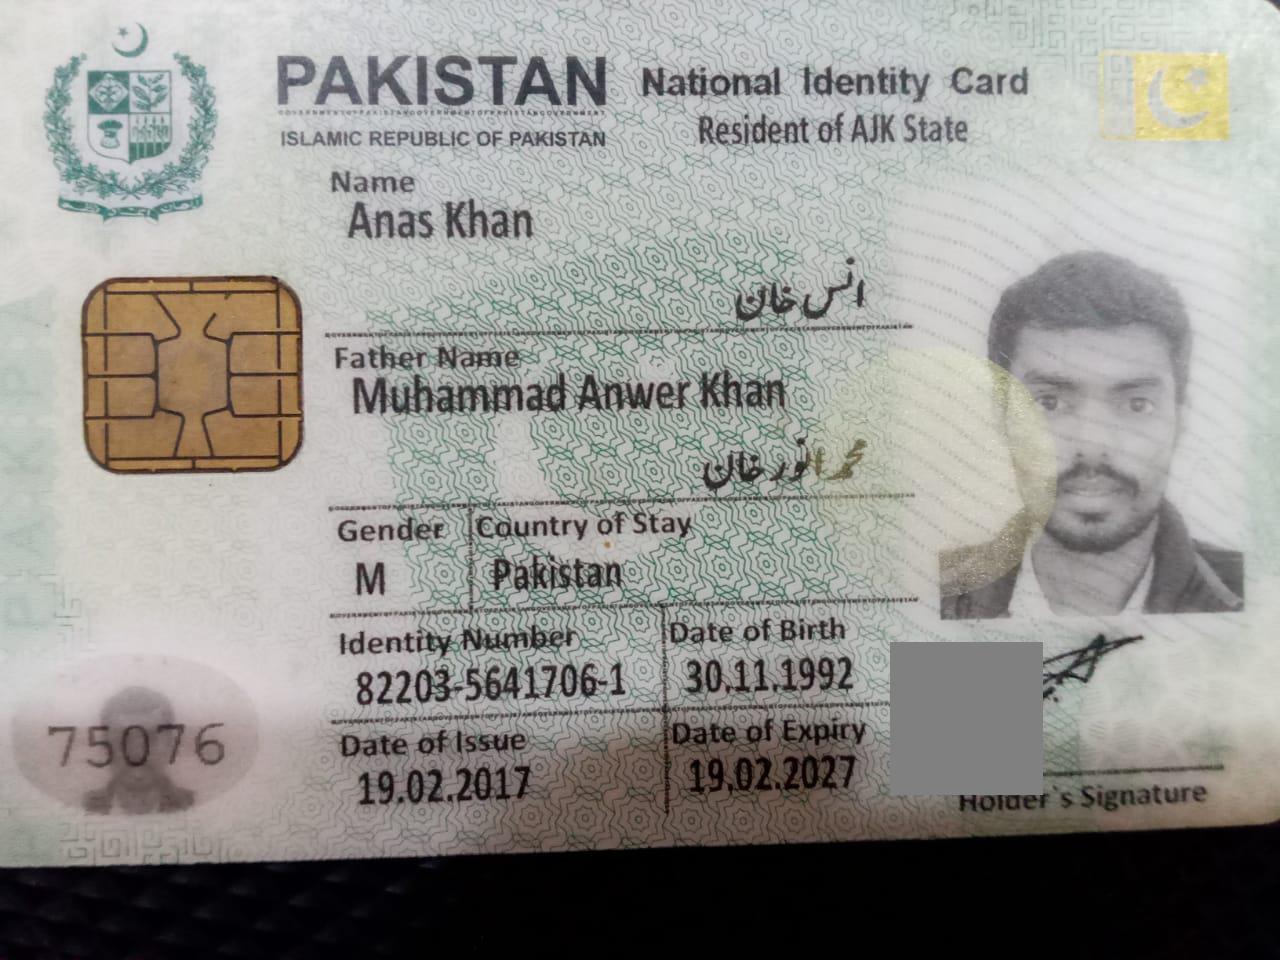 PAKISTAN National Identity Card
ISLAMIC REPUBLIC OF PAKISTAN Resident of AJK State
Name
Anas Khan
انس خان
Father Name
Muhammad Anwer Khan
محمد انور خان
Gender Country of Stay
M Pakistan
Identity Number Date of Birth
82203-5641706-1 30.11.1992
75076
Date of Issue Date of Expiry
19.02.2017 19.02.2027
Holder's Signature